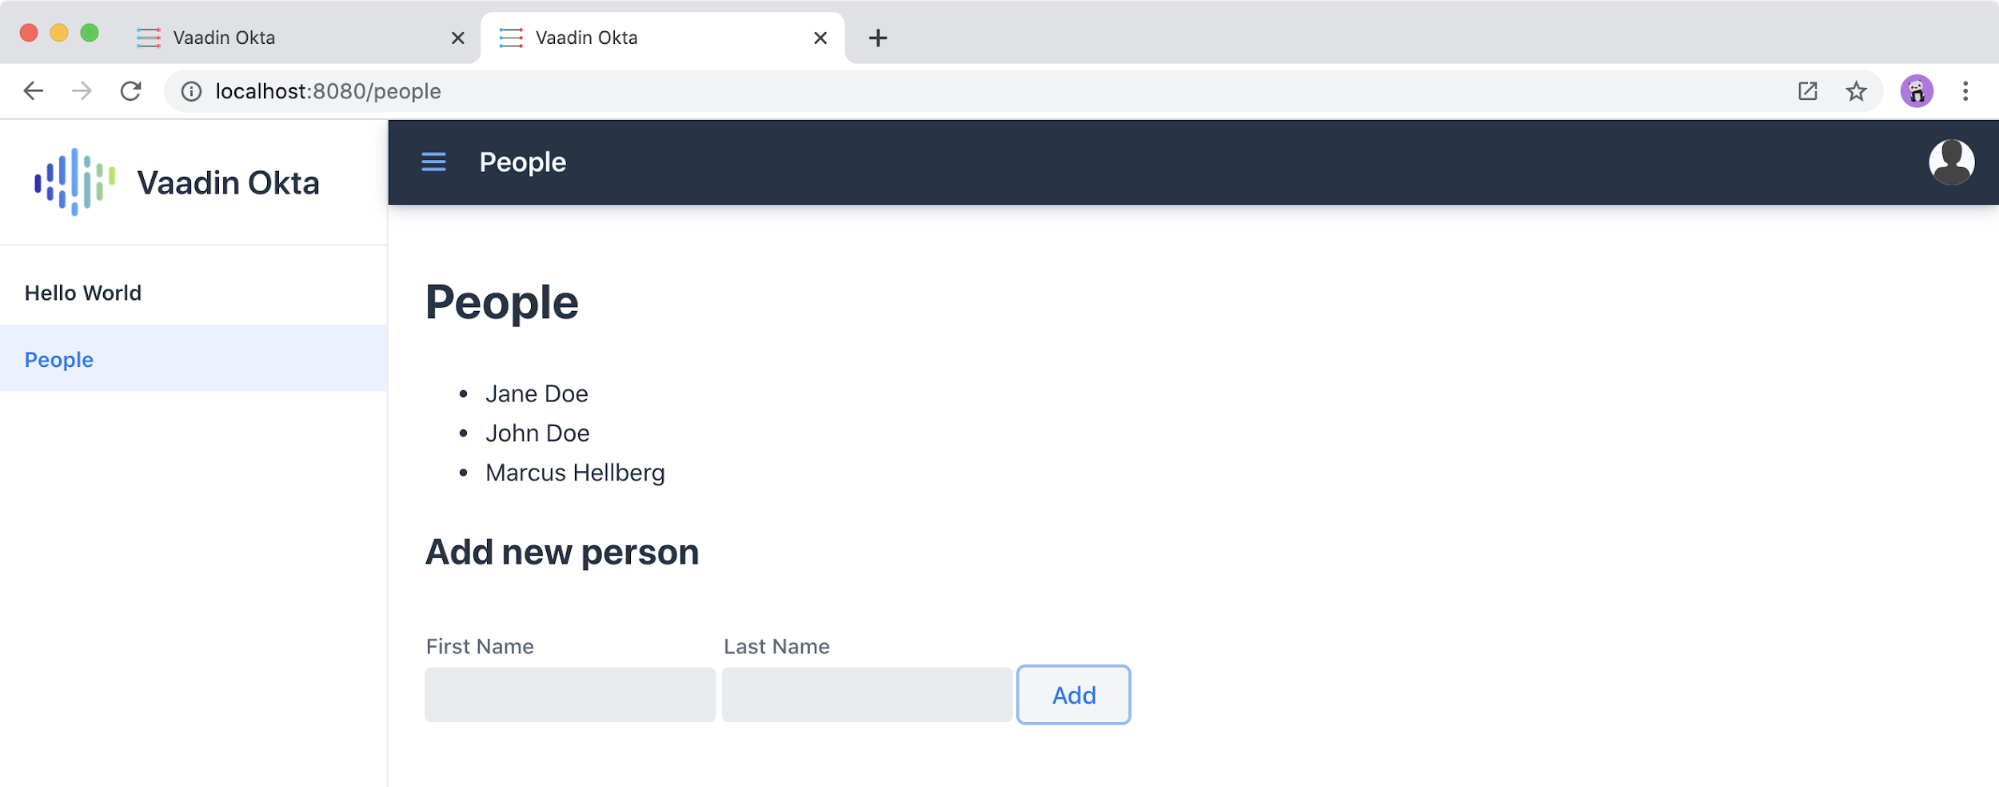 Vaadin Okta
Vaadin Okta
localhost:8080/people
Vaadin Okta
People
Hello World
People
People
Jane Doe
John Doe
Marcus Hellberg
Add new person
First Name
Last Name
Add